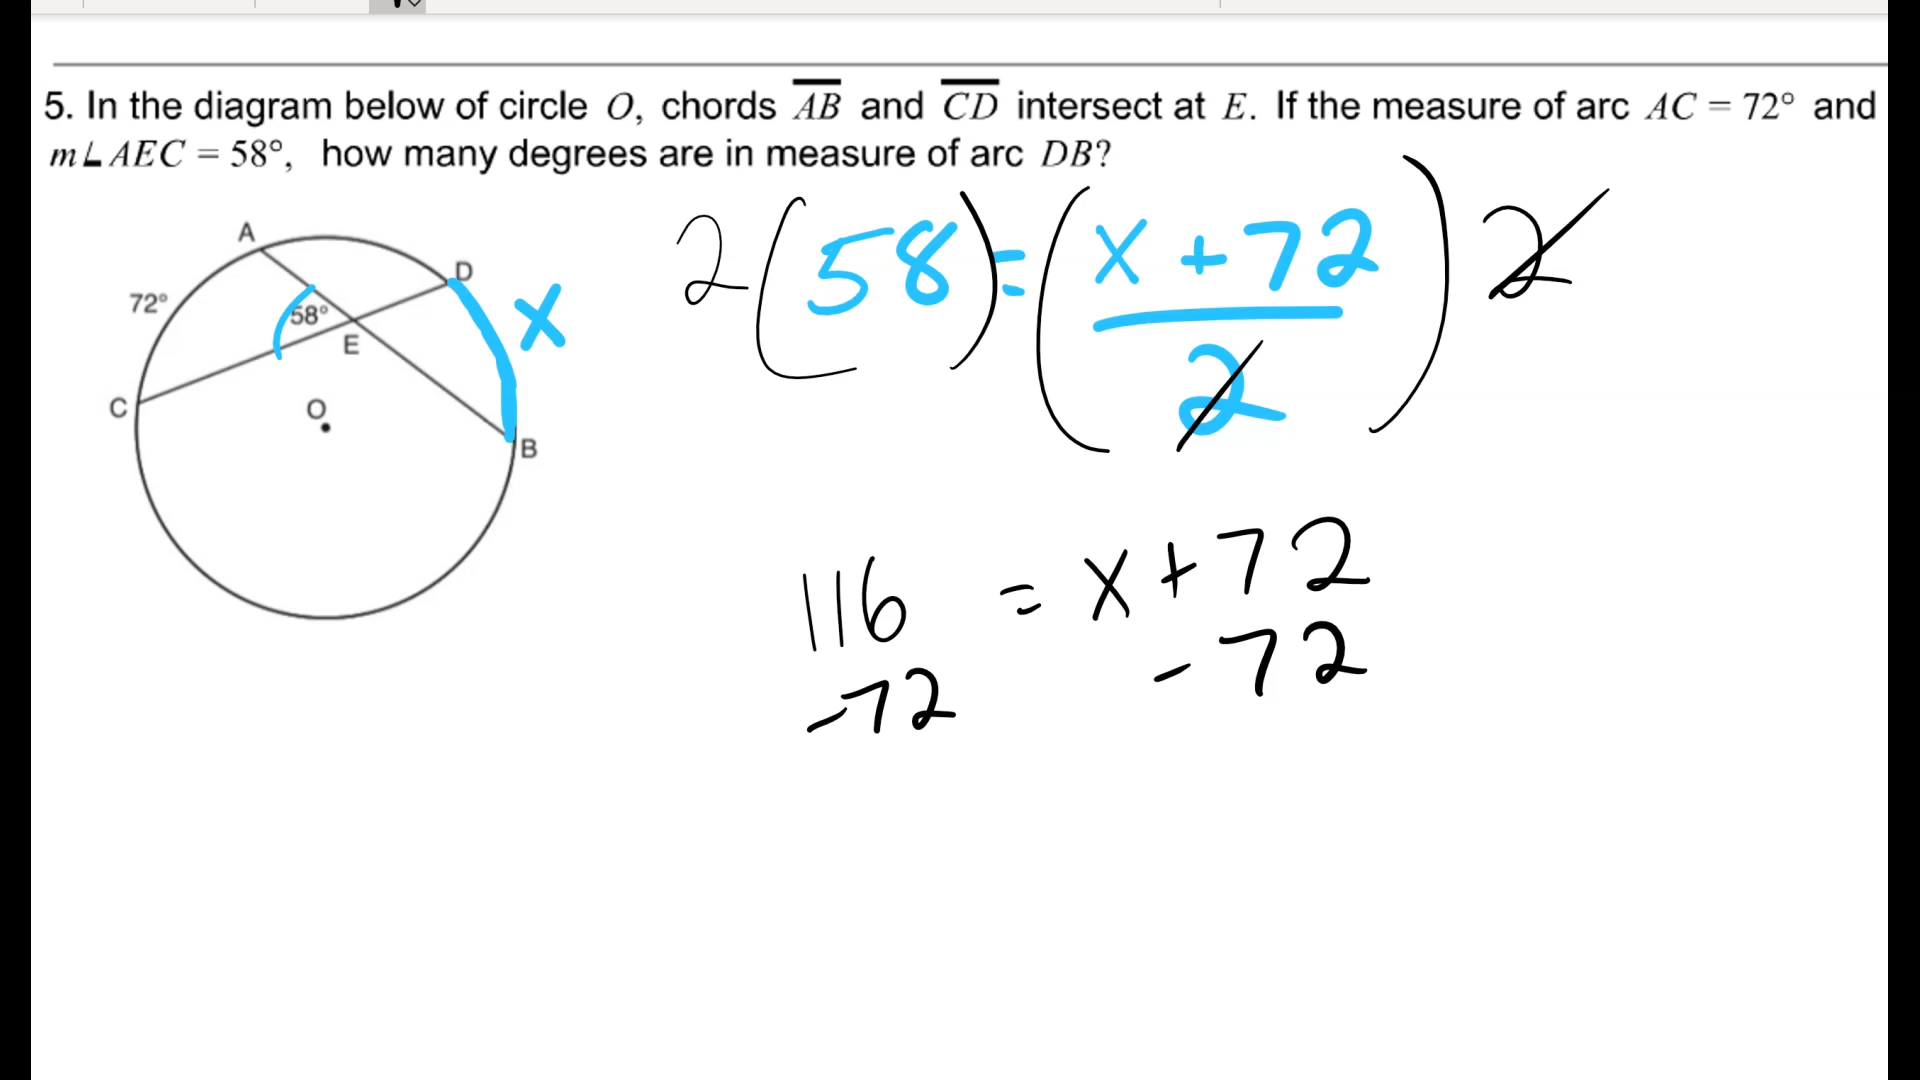 5. In the diagram below of circle O, chords AB and CD intersect at E. If the measure of arc AC = 72° and
m∠AEC = 58°, how many degrees are in measure of arc DB?
A
D
72°
58°
E
C
O
B
x
2(58) = (x + 72 / 2) 2
116 = x + 72
-72 -72